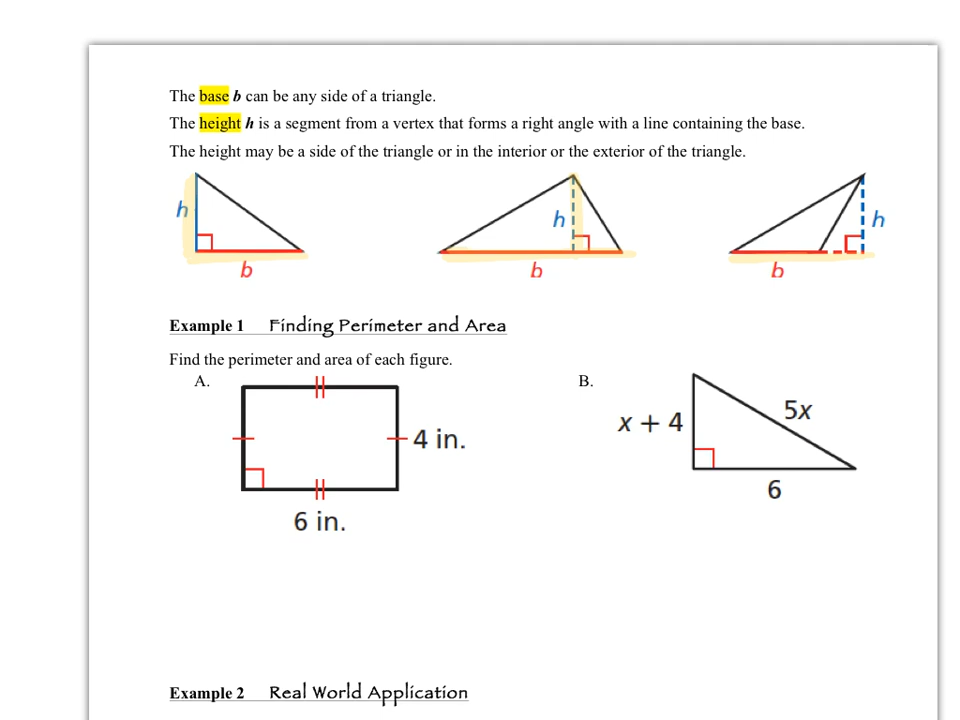 The base b can be any side of a triangle.
The height h is a segment from a vertex that forms a right angle with a line containing the base.
The height may be a side of the triangle or in the interior or the exterior of the triangle.
h
h
h
b
b
b
Example 1 Finding Perimeter and Area
Find the perimeter and area of each figure.
A.
B.
5x
x + 4
4 in.
6
6 in.
Example 2 Real World Application